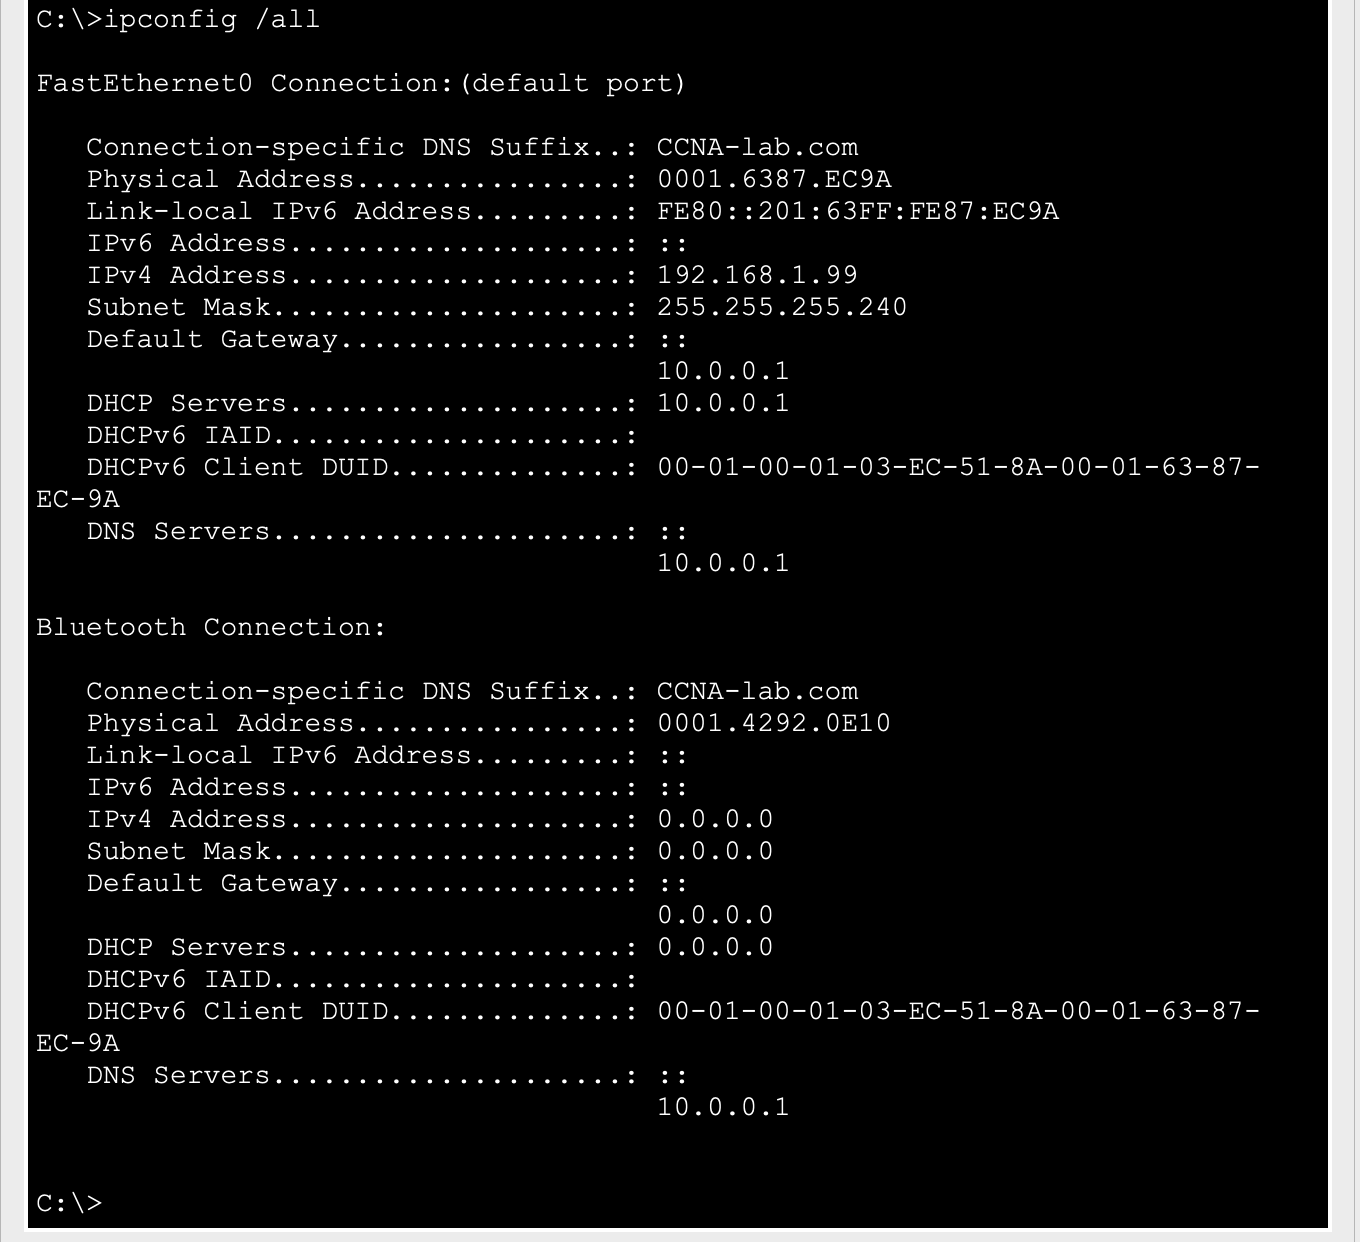 C:\>ipconfig /all
FastEthernet0 Connection:(default port)
Connection-specific DNS Suffix..: CCNA-lab.com
Physical Address................: 0001.6387.EC9A
Link-local IPv6 Address.........: FE80::201:63FF:FE87:EC9A
IPv6 Address....................: ::
IPv4 Address....................: 192.168.1.99
Subnet Mask.....................: 255.255.255.240
Default Gateway.................: ::
10.0.0.1
DHCP Servers....................: 10.0.0.1
DHCPv6 IAID.....................:
DHCPv6 Client DUID..............: 00-01-00-01-03-EC-51-8A-00-01-63-87-
EC-9A
DNS Servers.....................: ::
10.0.0.1
Bluetooth Connection:
Connection-specific DNS Suffix..: CCNA-lab.com
Physical Address................: 0001.4292.0E10
Link-local IPv6 Address.........: ::
IPv6 Address....................: ::
IPv4 Address....................: 0.0.0.0
Subnet Mask.....................: 0.0.0.0
Default Gateway.................: ::
0.0.0.0
DHCP Servers....................: 0.0.0.0
DHCPv6 IAID.....................:
DHCPv6 Client DUID..............: 00-01-00-01-03-EC-51-8A-00-01-63-87-
EC-9A
DNS Servers.....................: ::
10.0.0.1
C:\>